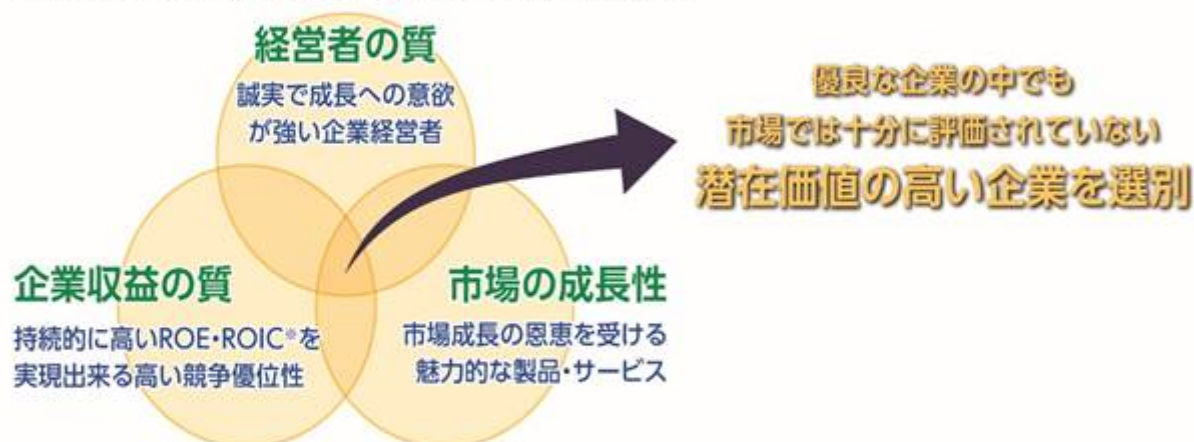 経営者の質
誠実で成長への意欲
が強い企業経営者
優良な企業の中でも
市場では十分に評価されていない
潜在価値の高い企業を選別
企業収益の質
持続的に高いROE・ROIC※を
実現出来る高い競争優位性
市場の成長性
市場成長の恩恵を受ける
魅力的な製品・サービス